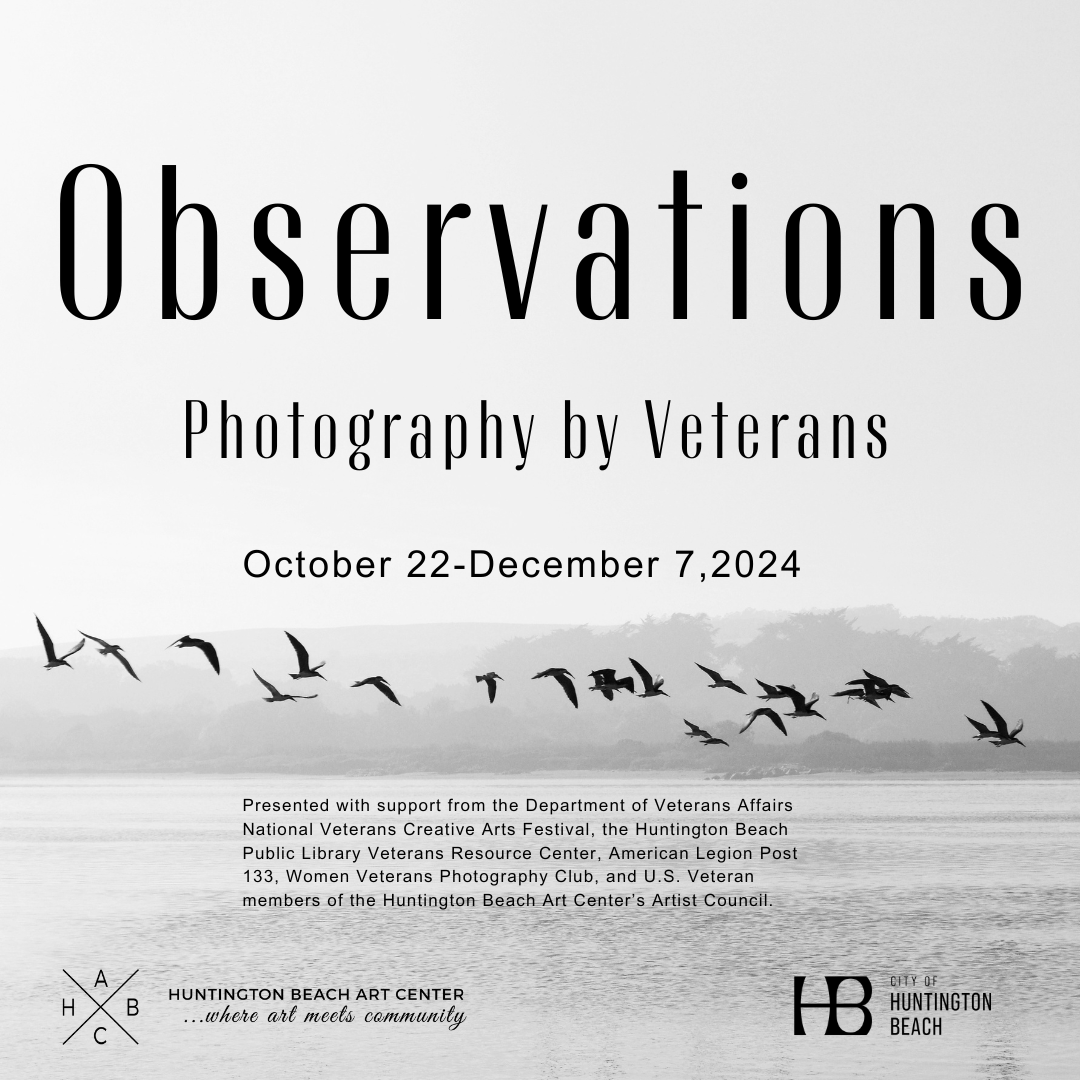 Observations
Photography by Veterans
October 22-December 7,2024
Presented with support from the Department of Veterans Affairs
National Veterans Creative Arts Festival, the Huntington Beach
Public Library Veterans Resource Center, American Legion Post
133, Women Veterans Photography Club, and U.S. Veteran
members of the Huntington Beach Art Center’s Artist Council.
A
H B
C
HUNTINGTON BEACH ART CENTER
...where art meets community
HB
CITY OF
HUNTINGTON
BEACH